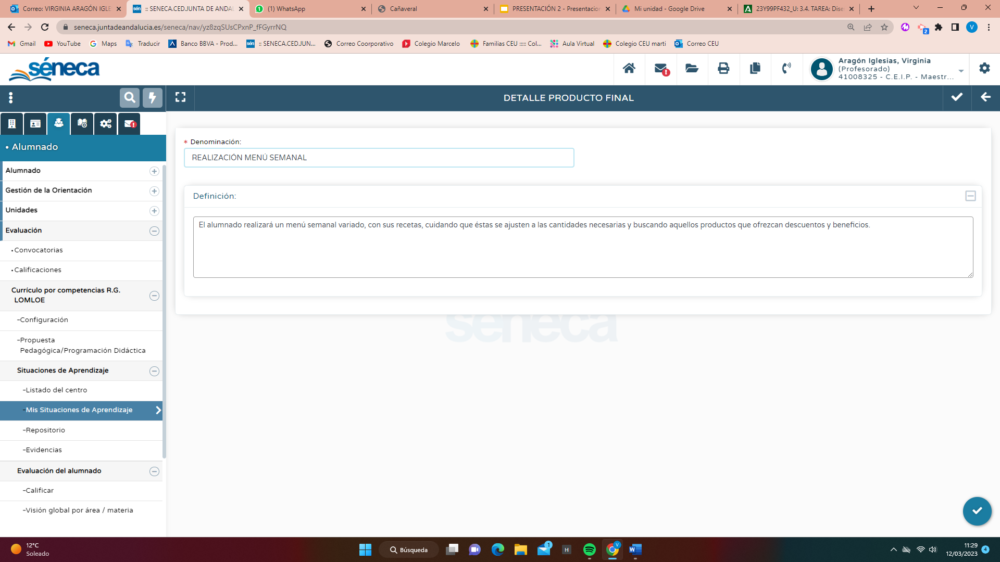 Correo: VIRGINIA ARAGÓN IGLE
:: SENECA.CED.JUNTA DE ANDAL
(1) WhatsApp
Cañaveral
PRESENTACIÓN 2 - Presentacion
Mi unidad - Google Drive
23Y99PF432_U: 3.4. TAREA: Dise
seneca.juntadeandalucia.es/seneca/nav/yz8zqSUsCPxnP_fFGyrrNQ
2
V
Gmail
YouTube
Maps
Traducir
Banco BBVA - Prod...
:: SENECA.CED.JUN...
Correo Coorporativo
Colegio Marcelo
Familias CEU ::::: Col...
Aula Virtual
Colegio CEU marti
Correo CEU
séneca
Aragón Iglesias, Virginia
(Profesorado)
41008325 - C.E.I.P. - Maestr...
DETALLE PRODUCTO FINAL
• Alumnado
Alumnado
Gestión de la Orientación
Unidades
Evaluación
• Convocatorias
• Calificaciones
Currículo por competencias R.G.
LOMLOE
-Configuración
-Propuesta
Pedagógica/Programación Didáctica
Situaciones de Aprendizaje
-Listado del centro
-Mis Situaciones de Aprendizaje
-Repositorio
-Evidencias
Evaluación del alumnado
-Calificar
-Visión global por área / materia
* Denominación:
REALIZACIÓN MENÚ SEMANAL
Definición:
El alumnado realizará un menú semanal variado, con sus recetas, cuidando que éstas se ajusten a las cantidades necesarias y buscando aquellos productos que ofrezcan descuentos y beneficios.
séneca
12°C
Soleado
Búsqueda
1
H
V
W
11:29
12/03/2023
4